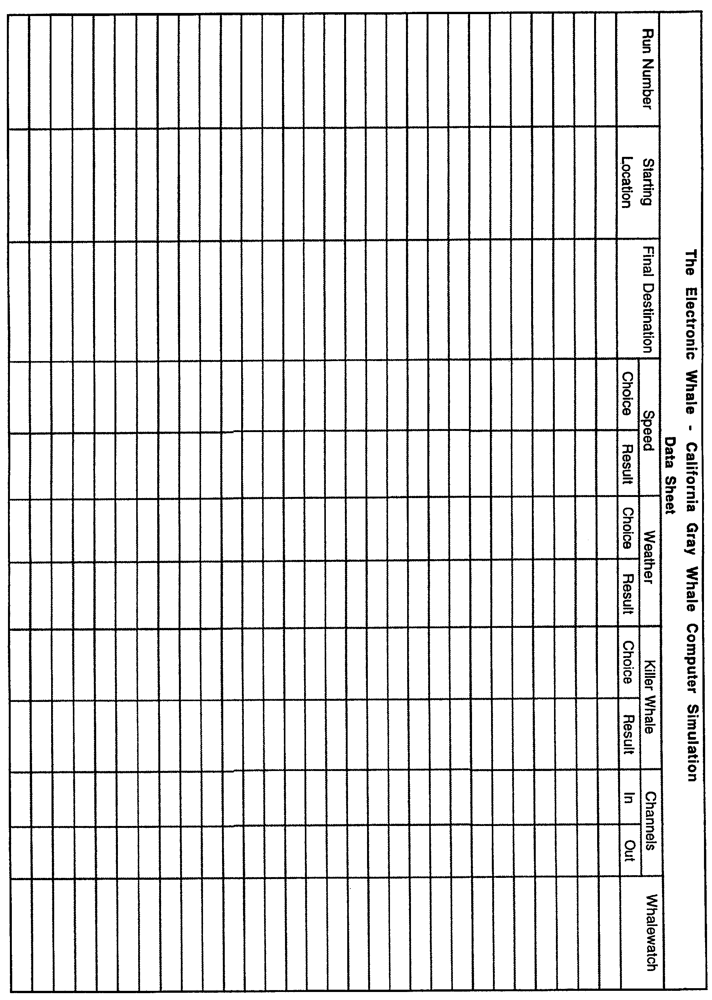 The Electronic Whale - California Gray Whale Computer Simulation
Data Sheet
Run Number
Starting
Location
Final Destination
Speed
Choice
Result
Weather
Choice
Result
Killer Whale
Choice
Result
Channels
In
Out
Whalewatch